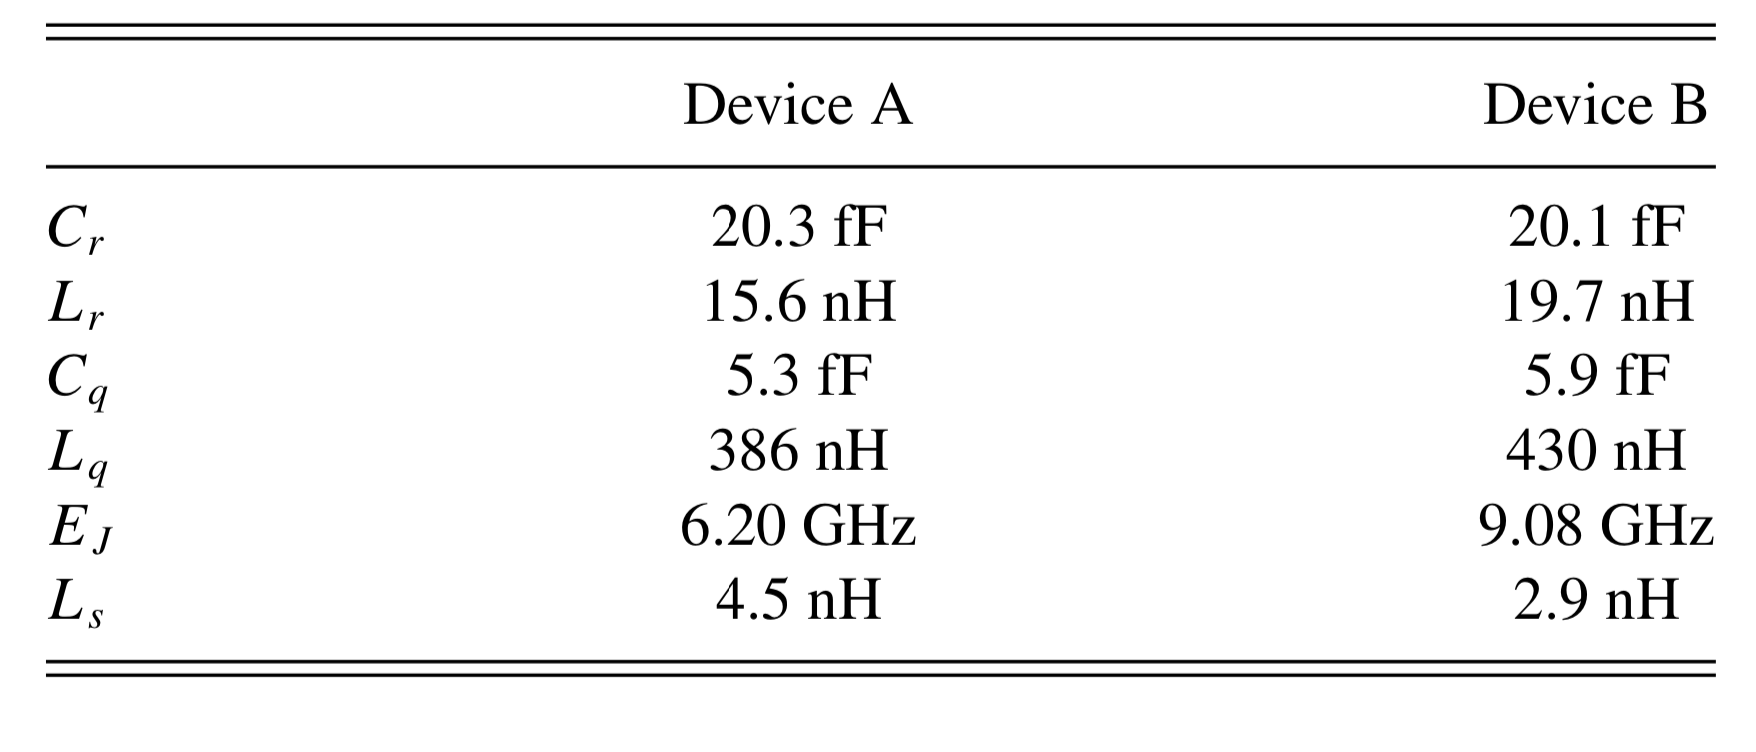 Device A Device B
C_r 20.3 fF 20.1 fF
L_r 15.6 nH 19.7 nH
C_q 5.3 fF 5.9 fF
L_q 386 nH 430 nH
E_J 6.20 GHz 9.08 GHz
L_s 4.5 nH 2.9 nH